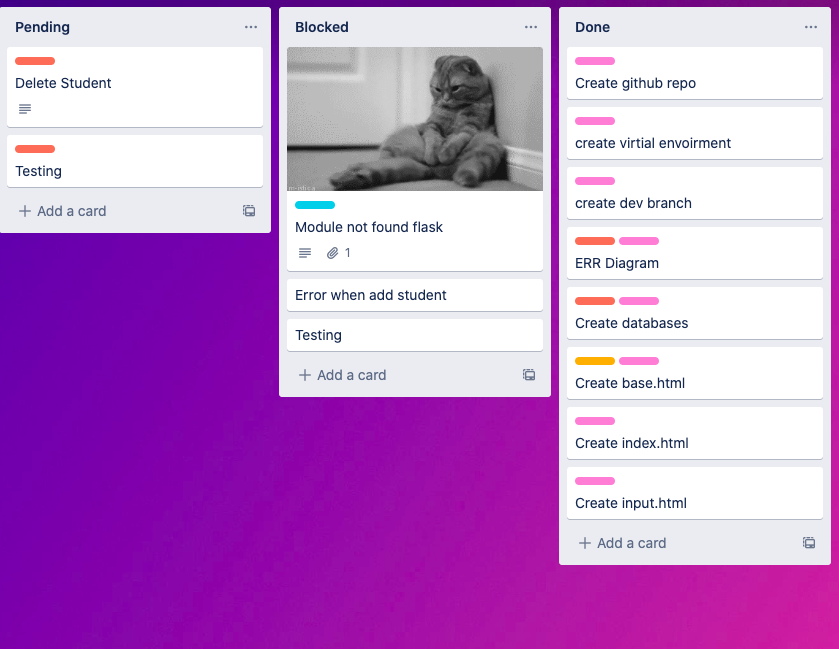 Pending
Delete Student
Testing
Add a card
Blocked
Module not found flask
1
Error when add student
Testing
Add a card
Done
Create github repo
create virtial envoirment
create dev branch
ERR Diagram
Create databases
Create base.html
Create index.html
Create input.html
Add a card